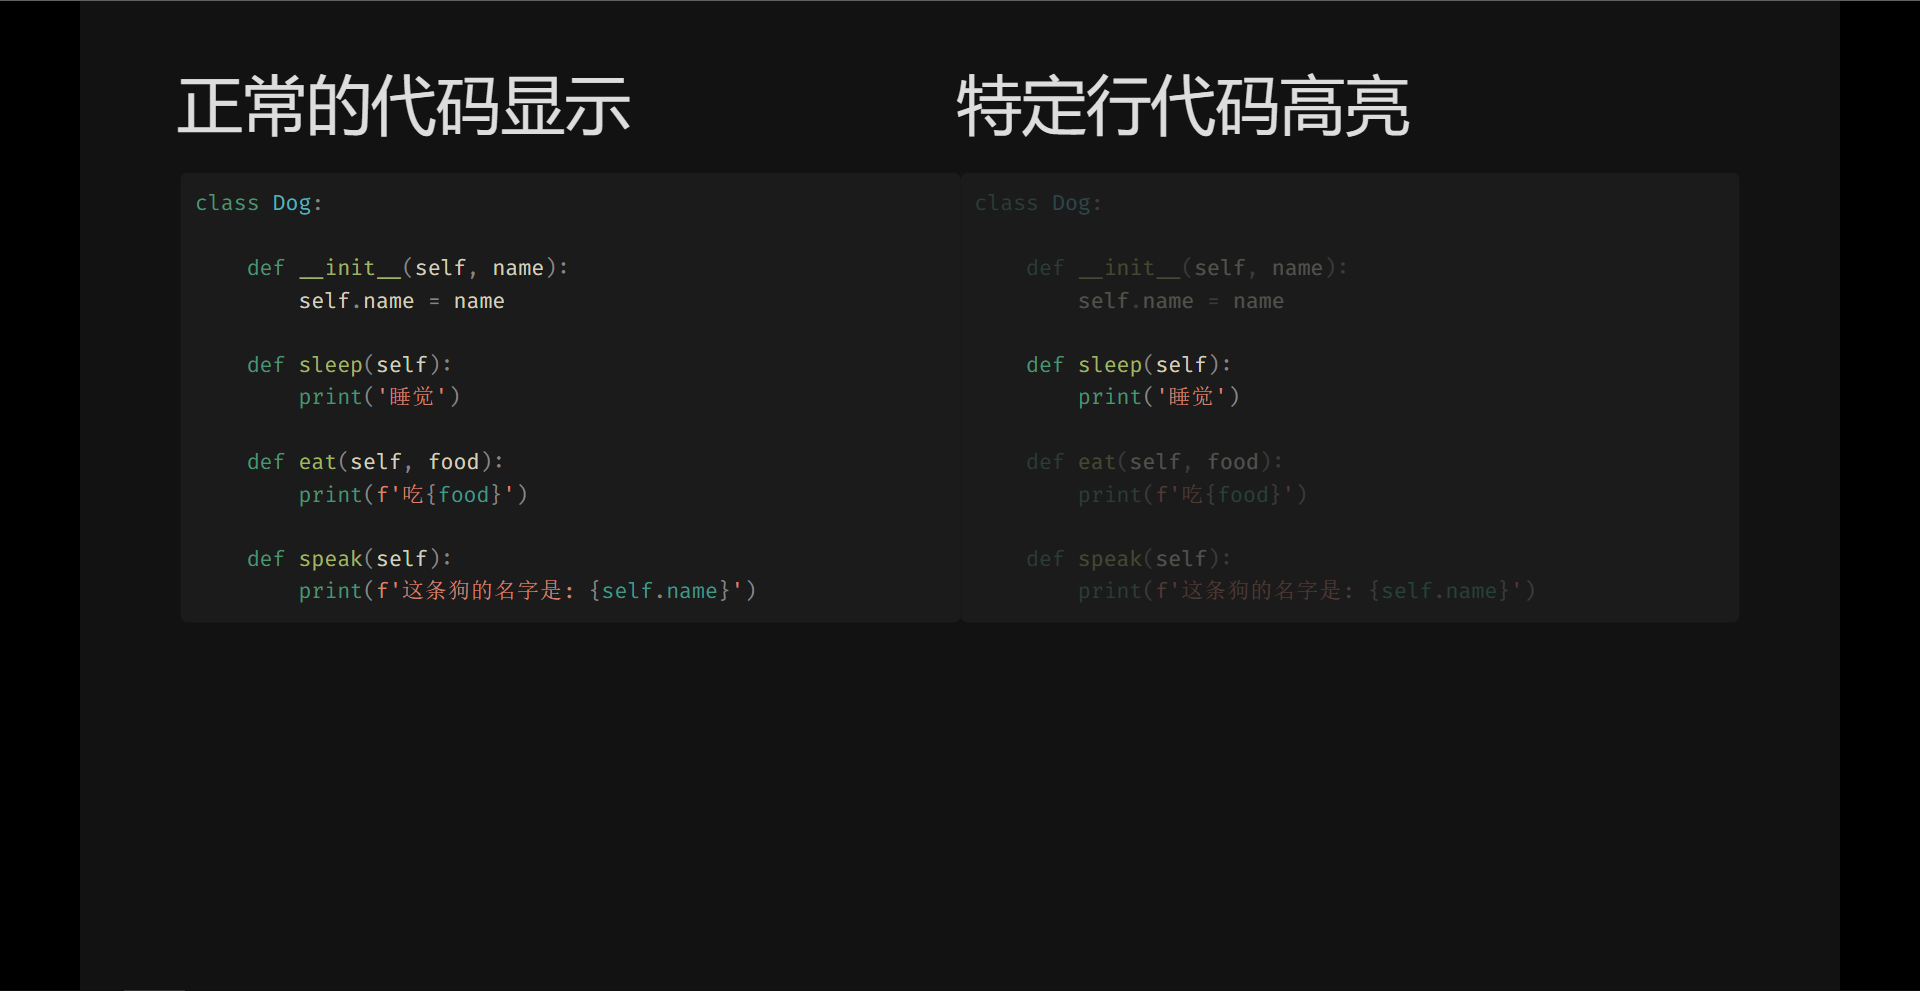 正常的代码显示
class Dog:
    def __init__(self, name):
        self.name = name
    def sleep(self):
        print('睡觉')
    def eat(self, food):
        print(f'吃{food}')
    def speak(self):
        print(f'这条狗的名字是: {self.name}')
特定行代码高亮
class Dog:
    def __init__(self, name):
        self.name = name
    def sleep(self):
        print('睡觉')
    def eat(self, food):
        print(f'吃{food}')
    def speak(self):
        print(f'这条狗的名字是: {self.name}')